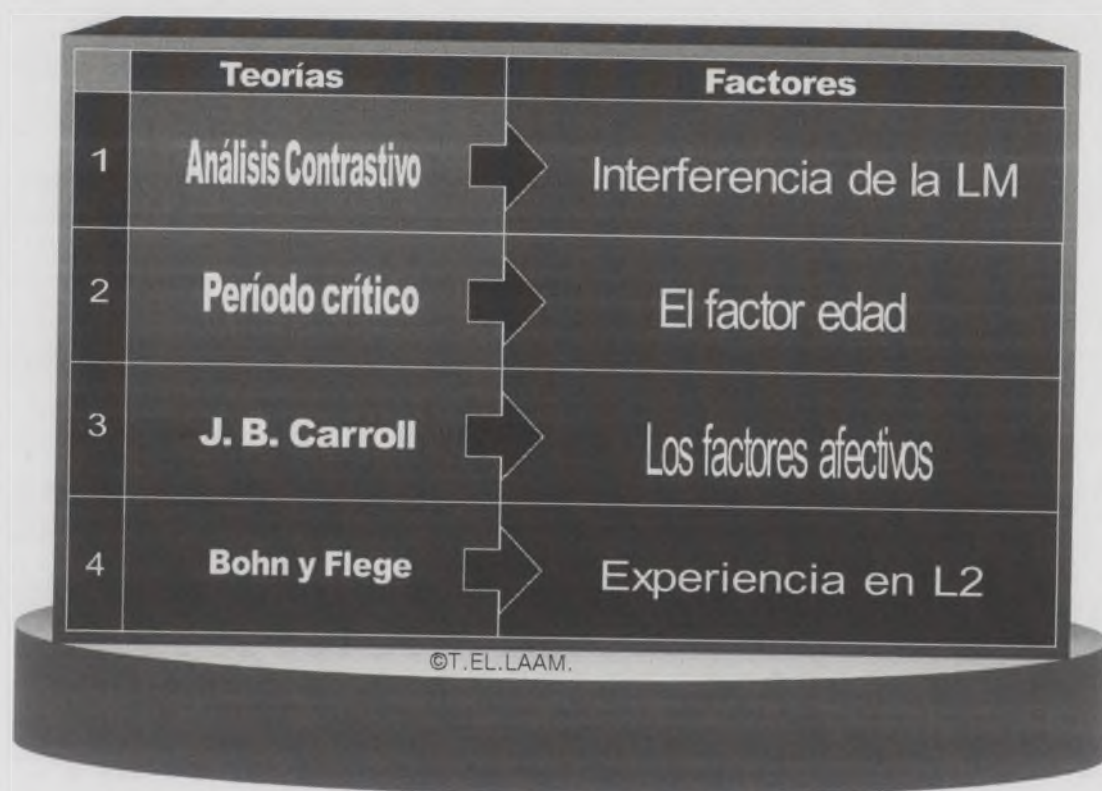 Teorías Factores
1 Análisis Contrastivo Interferencia de la LM
2 Período crítico El factor edad
3 J. B. Carroll Los factores afectivos
4 Bohn y Flege Experiencia en L2
©T.EL.LAAM.